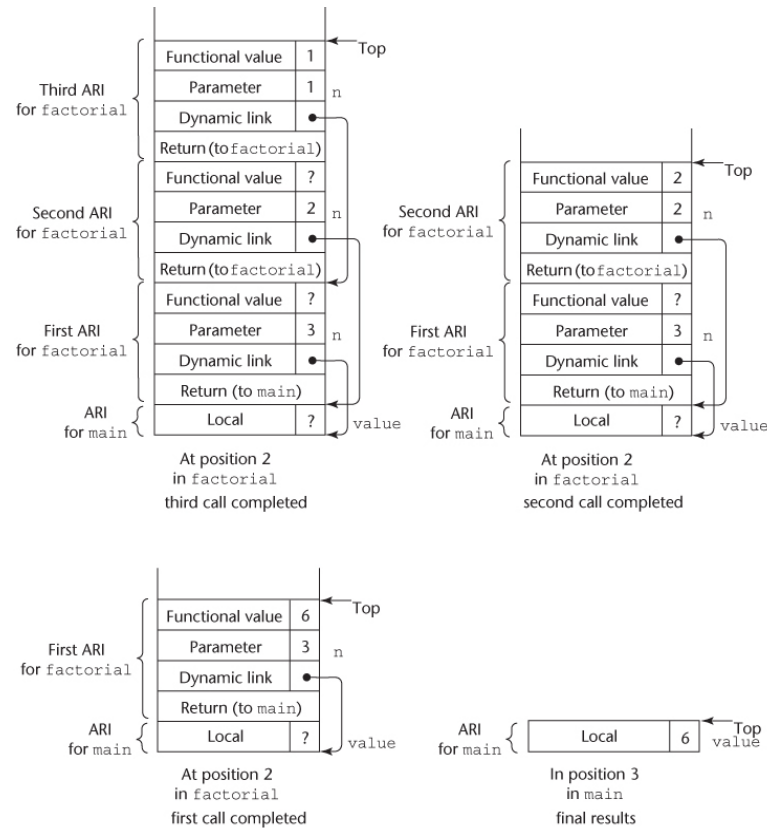 Top
Functional value 1
Third ARI
for factorial
Parameter 1 n
Dynamic link
Return (to factorial)
Functional value ?
Second ARI
for factorial
Parameter 2 n
Dynamic link
Return (to factorial)
Functional value ?
First ARI
for factorial
Parameter 3 n
Dynamic link
Return (to main)
ARI
for main
Local ? value
At position 2
in factorial
third call completed
Top
Functional value 2
Second ARI
for factorial
Parameter 2 n
Dynamic link
Return (to factorial)
Functional value ?
First ARI
for factorial
Parameter 3 n
Dynamic link
Return (to main)
ARI
for main
Local ? value
At position 2
in factorial
second call completed
Top
Functional value 6
First ARI
for factorial
Parameter 3 n
Dynamic link
Return (to main)
ARI
for main
Local ? value
At position 2
in factorial
first call completed
Top
ARI
for main
Local 6 value
In position 3
in main
final results